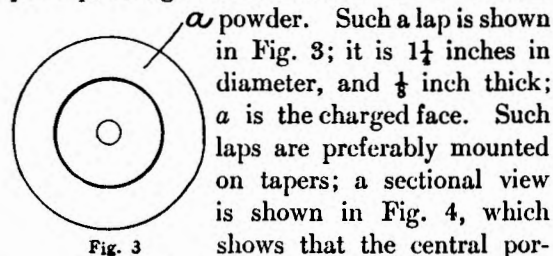 a powder. Such a lap is shown
in Fig. 3; it is 1¼ inches in
diameter, and ⅛ inch thick;
a is the charged face. Such
laps are preferably mounted
on tapers; a sectional view
is shown in Fig. 4, which
Fig. 3
shows that the central por-